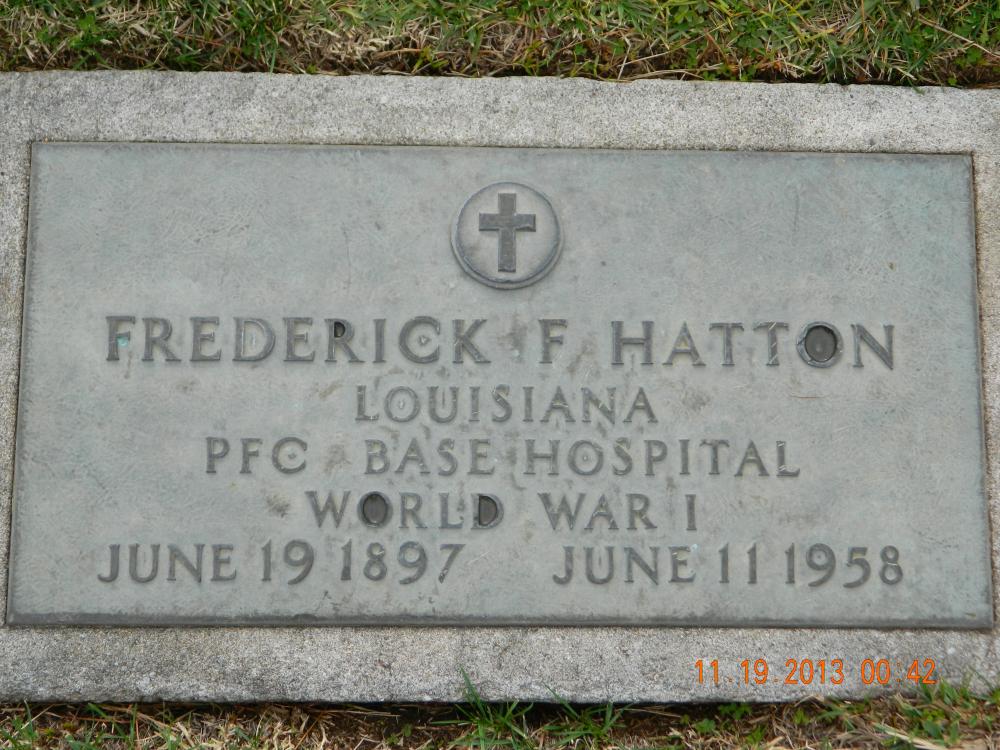 FREDERICK F HATTON
LOUISIANA
PFC BASE HOSPITAL
WORLD WAR I
JUNE 19 1897 JUNE 11 1958
11.19.2013 00:42